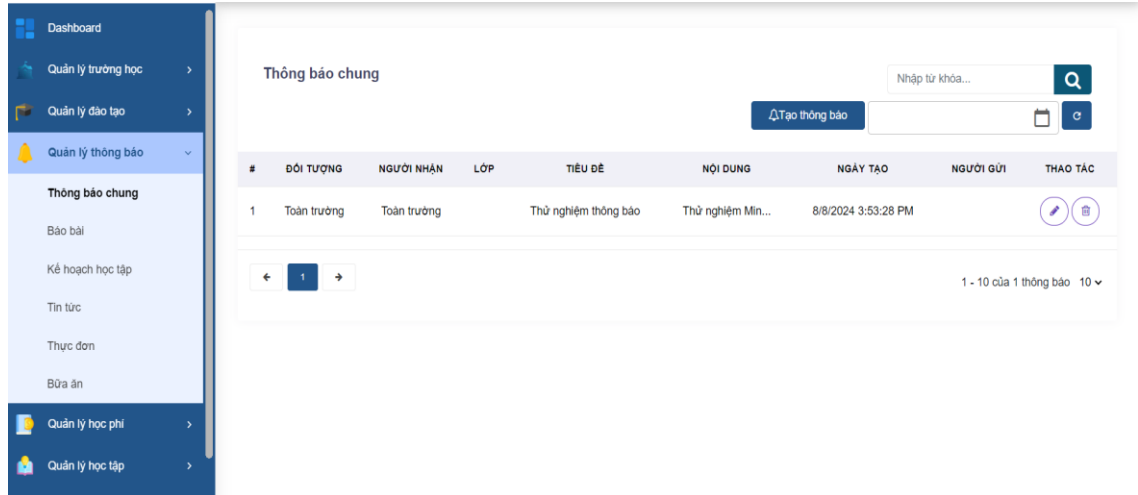 Dashboard
Quản lý trường học
Quản lý đào tạo
Quản lý thông báo
Thông báo chung
Báo bài
Kế hoạch học tập
Tin tức
Thực đơn
Bữa ăn
Quản lý học phí
Quản lý học tập
Thông báo chung
Nhập từ khóa...
Tạo thông báo
# ĐỐI TƯỢNG NGƯỜI NHẬN LỚP TIÊU ĐỀ NỘI DUNG NGÀY TẠO NGƯỜI GỬI THAO TÁC
1 Toàn trường Toàn trường Thử nghiệm thông báo Thử nghiệm Min... 8/8/2024 3:53:28 PM
1
1 - 10 của 1 thông báo 10